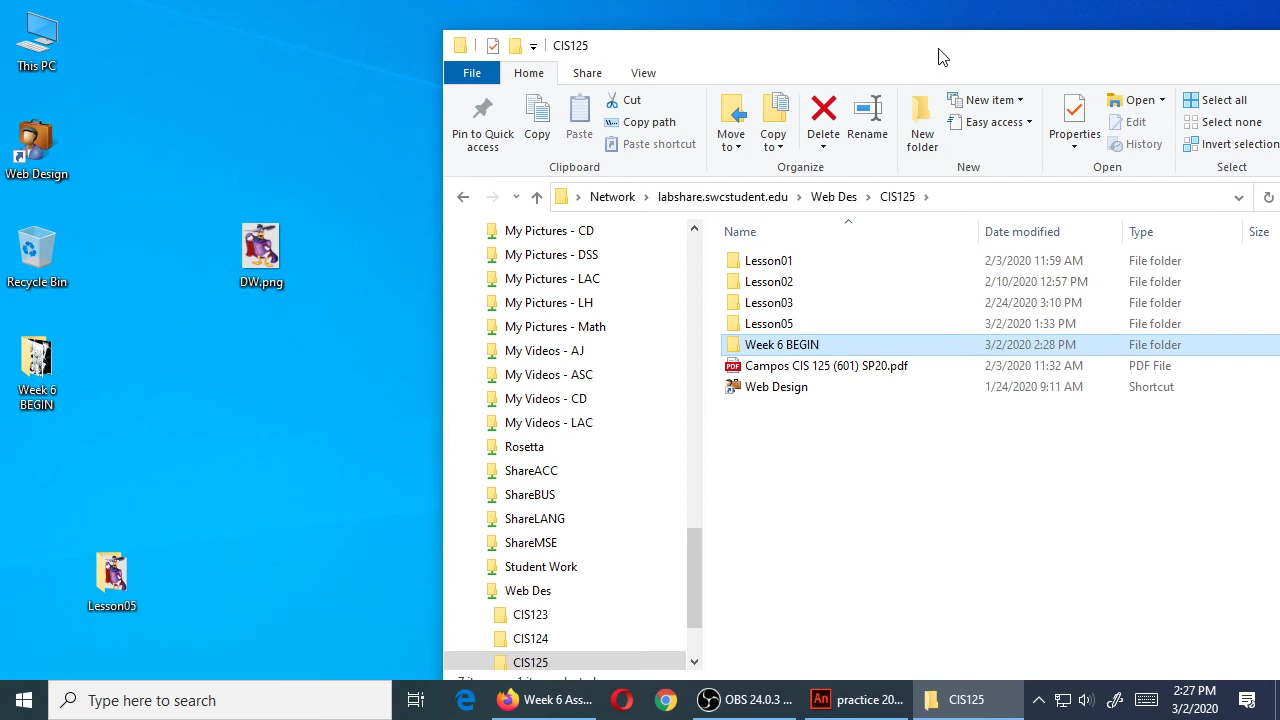 This PC
Web Design
Recycle Bin
DW.png
Week 6
BEGIN
Lesson05
CIS125
File
Home
Share
View
Pin to Quick
access
Copy
Paste
Cut
Copy path
Paste shortcut
Clipboard
Move
to
Copy
to
Delete
Rename
Organize
New
folder
New item
Easy access
New
Properties
Open
Edit
History
Open
Select all
Select none
Invert selection
Select
Network
labshare.swcstudent.edu
Web Des
CIS125
My Pictures - CD
My Pictures - DSS
My Pictures - LAC
My Pictures - LH
My Pictures - Math
My Videos - AJ
My Videos - ASC
My Videos - CD
My Videos - LAC
Rosetta
ShareACC
ShareBUS
ShareLANG
ShareMSE
Student Work
Web Des
CIS123
CIS124
CIS125
Name Date modified Type Size
Lesson01 2/3/2020 11:59 AM File folder
Lesson02 2/10/2020 12:57 PM File folder
Lesson03 2/24/2020 3:10 PM File folder
Lesson05 3/2/2020 1:33 PM File folder
Week 6 BEGIN 3/2/2020 2:28 PM File folder
Campos CIS 125 (601) SP20.pdf 2/3/2020 11:32 AM PDF File
Web Design 1/24/2020 9:11 AM Shortcut
Type here to search
Week 6 Ass...
OBS 24.0.3 ...
An practice 20...
CIS125
2:27 PM
3/2/2020